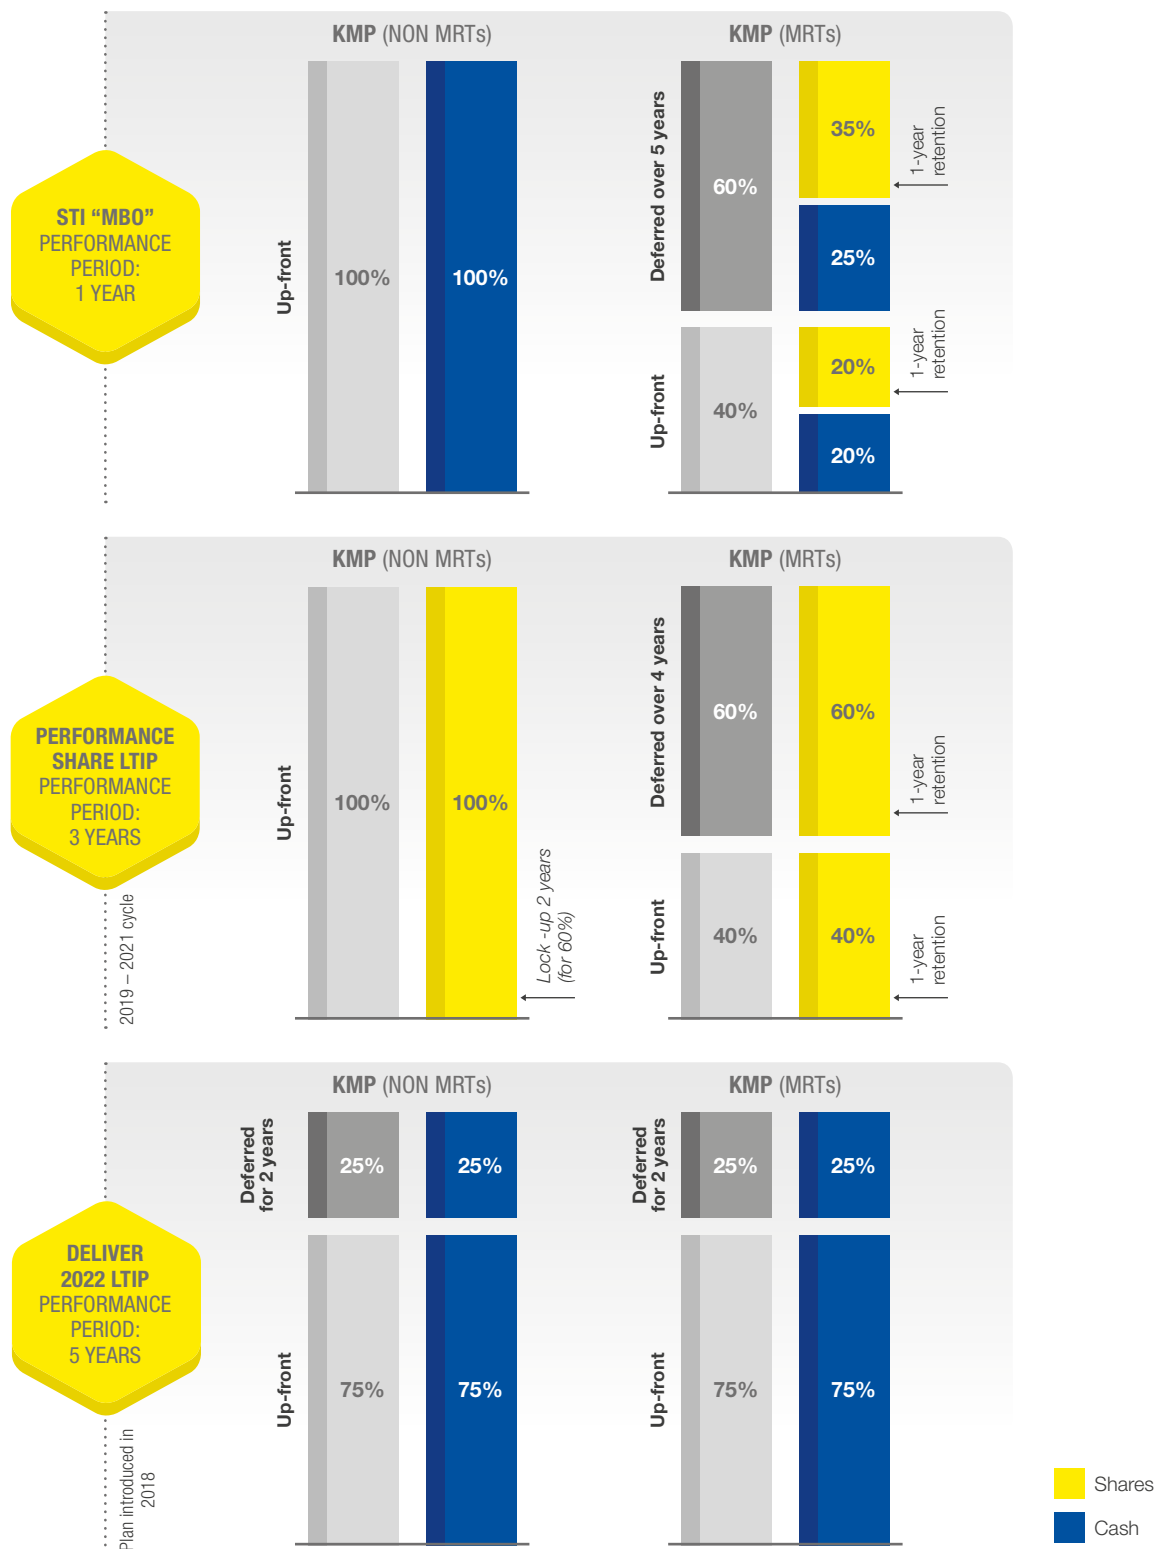 KMP (NON MRTs)
KMP (MRTs)
STI “MBO”
PERFORMANCE
PERIOD:
1 YEAR
Up-front
100%
100%
Deferred over 5 years
60%
35%
1-year
retention
25%
Up-front
40%
20%
1-year
retention
20%
KMP (NON MRTs)
KMP (MRTs)
PERFORMANCE
SHARE LTIP
PERFORMANCE
PERIOD:
3 YEARS
2019 – 2021 cycle
Up-front
100%
100%
Lock -up 2 years
(for 60%)
Deferred over 4 years
60%
60%
1-year
retention
Up-front
40%
40%
1-year
retention
KMP (NON MRTs)
KMP (MRTs)
DELIVER
2022 LTIP
PERFORMANCE
PERIOD:
5 YEARS
Plan introduced in
2018
Deferred
for 2 years
25%
25%
Up-front
75%
75%
Deferred
for 2 years
25%
25%
Up-front
75%
75%
Shares
Cash